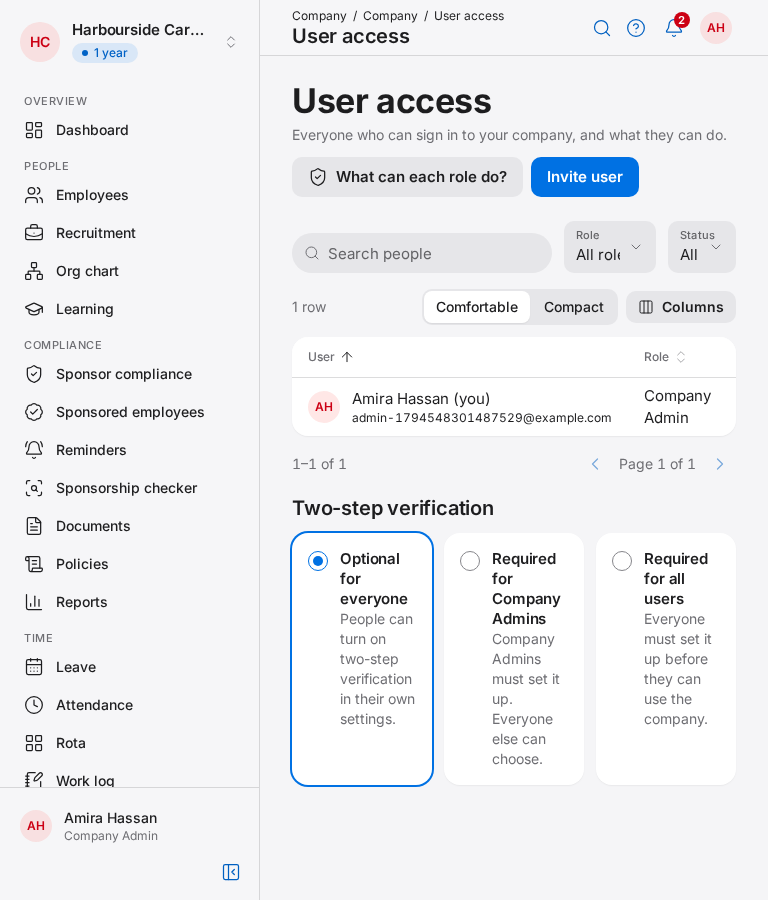 HC
Harbourside Car...
1 year
OVERVIEW
Dashboard
PEOPLE
Employees
Recruitment
Org chart
Learning
COMPLIANCE
Sponsor compliance
Sponsored employees
Reminders
Sponsorship checker
Documents
Policies
Reports
TIME
Leave
Attendance
Rota
Work log
AH
Amira Hassan
Company Admin
Company / Company / User access
User access
2
AH
User access
Everyone who can sign in to your company, and what they can do.
What can each role do?
Invite user
Search people
Role
All role
Status
All
1 row
Comfortable
Compact
Columns
User
Role
AH
Amira Hassan (you)
admin-1794548301487529@example.com
Company
Admin
1–1 of 1
Page 1 of 1
Two-step verification
Optional
for
everyone
People can
turn on
two-step
verification
in their own
settings.
Required
for
Company
Admins
Company
Admins
must set it
up.
Everyone
else can
choose.
Required
for all
users
Everyone
must set it
up before
they can
use the
company.